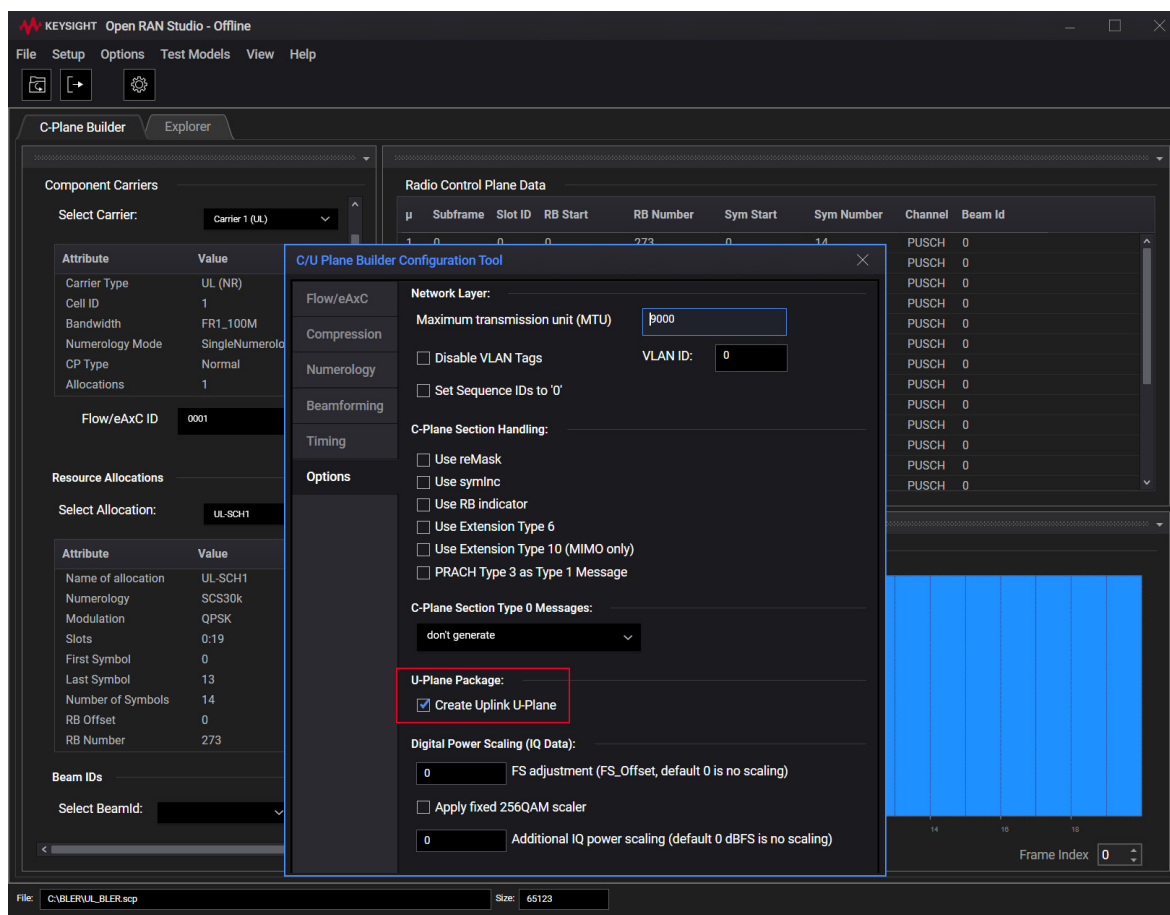 KEYSIGHT Open RAN Studio - Offline
File Setup Options Test Models View Help
C-Plane Builder Explorer
Component Carriers
Select Carrier: Carrier 1 (UL)
Attribute Value
Carrier Type UL (NR)
Cell ID 1
Bandwidth FR1_100M
Numerology Mode SingleNumerolo
CP Type Normal
Allocations 1
Flow/eAxC ID 0001
Resource Allocations
Select Allocation: UL-SCH1
Attribute Value
Name of allocation UL-SCH1
Numerology SCS30k
Modulation QPSK
Slots 0:19
First Symbol 0
Last Symbol 13
Number of Symbols 14
RB Offset 0
RB Number 273
Beam IDs
Select BeamId:
Radio Control Plane Data
µ Subframe Slot ID RB Start RB Number Sym Start Sym Number Channel Beam Id
1 0 0 0 273 0 14 PUSCH 0
PUSCH 0
PUSCH 0
PUSCH 0
PUSCH 0
PUSCH 0
PUSCH 0
PUSCH 0
PUSCH 0
PUSCH 0
PUSCH 0
PUSCH 0
PUSCH 0
C/U Plane Builder Configuration Tool
Flow/eAxC
Compression
Numerology
Beamforming
Timing
Options
Network Layer:
Maximum transmission unit (MTU) 9000
Disable VLAN Tags VLAN ID: 0
Set Sequence IDs to '0'
C-Plane Section Handling:
Use reMask
Use symInc
Use RB indicator
Use Extension Type 6
Use Extension Type 10 (MIMO only)
PRACH Type 3 as Type 1 Message
C-Plane Section Type 0 Messages:
don't generate
U-Plane Package:
Create Uplink U-Plane
Digital Power Scaling (IQ Data):
0 FS adjustment (FS_Offset, default 0 is no scaling)
Apply fixed 256QAM scaler
0 Additional IQ power scaling (default 0 dBFS is no scaling)
14 16 18
Frame Index 0
File: C:\BLER\UL_BLER.scp Size: 65123